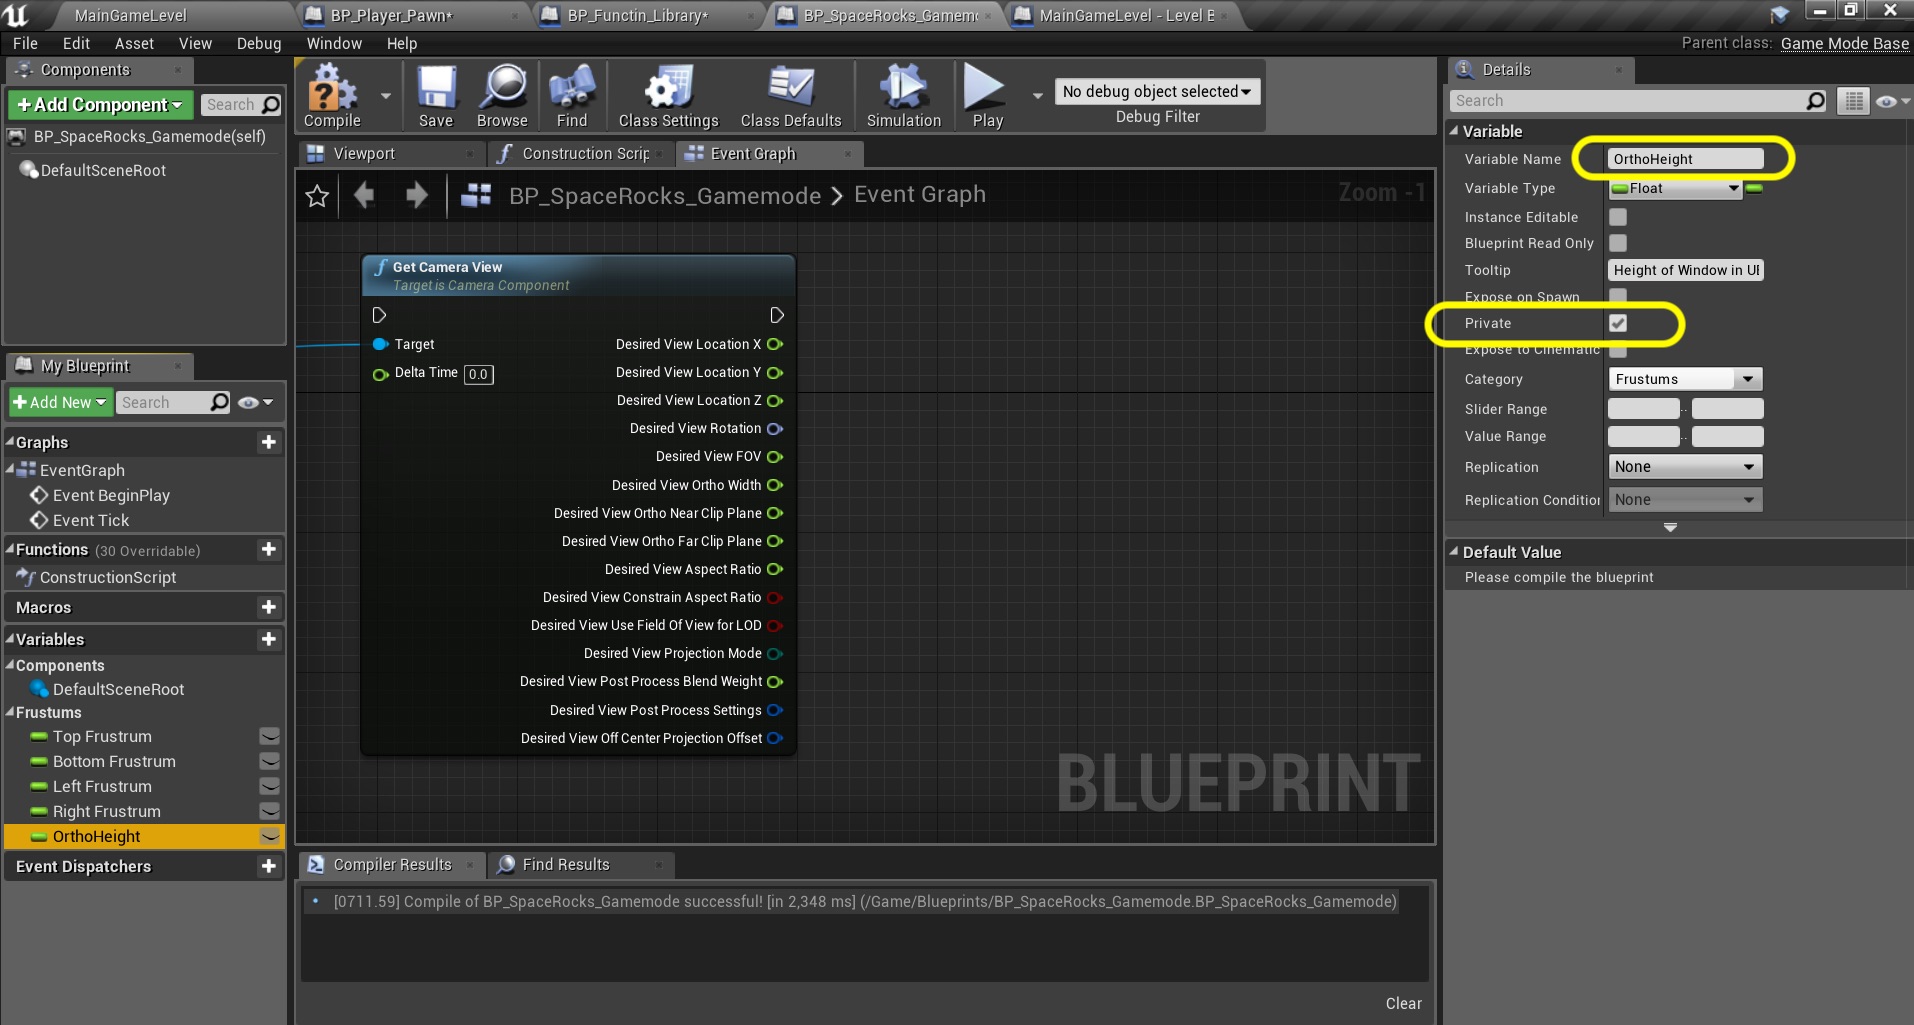 MainGameLevel
BP_Player_Pawn*
BP_Functin_Library*
BP_SpaceRocks_Gamem
MainGameLevel - Level B
File Edit Asset View Debug Window Help
Parent class: Game Mode Base
Components
+Add Component
Search
BP_SpaceRocks_Gamemode(self)
DefaultSceneRoot
Compile
Save
Browse
Find
Class Settings
Class Defaults
Simulation
Play
No debug object selected
Debug Filter
Viewport
Construction Scrip
Event Graph
BP_SpaceRocks_Gamemode > Event Graph
Zoom -1
Get Camera View
Target is Camera Component
Target
Delta Time 0.0
Desired View Location X
Desired View Location Y
Desired View Location Z
Desired View Rotation
Desired View FOV
Desired View Ortho Width
Desired View Ortho Near Clip Plane
Desired View Ortho Far Clip Plane
Desired View Aspect Ratio
Desired View Constrain Aspect Ratio
Desired View Use Field Of View for LOD
Desired View Projection Mode
Desired View Post Process Blend Weight
Desired View Post Process Settings
Desired View Off Center Projection Offset
BLUEPRINT
My Blueprint
+Add New
Search
Graphs
EventGraph
Event BeginPlay
Event Tick
Functions (30 Overridable)
ConstructionScript
Macros
Variables
Components
DefaultSceneRoot
Frustums
Top Frustrum
Bottom Frustrum
Left Frustrum
Right Frustrum
OrthoHeight
Event Dispatchers
Compiler Results
Find Results
[0711.59] Compile of BP_SpaceRocks_Gamemode successful! [in 2,348 ms] (/Game/Blueprints/BP_SpaceRocks_Gamemode.BP_SpaceRocks_Gamemode)
Clear
Details
Search
Variable
Variable Name OrthoHeight
Variable Type Float
Instance Editable
Blueprint Read Only
Tooltip Height of Window in UE
Expose on Spawn
Private
Expose to Cinematic
Category Frustums
Slider Range ..
Value Range ..
Replication None
Replication Condition None
Default Value
Please compile the blueprint